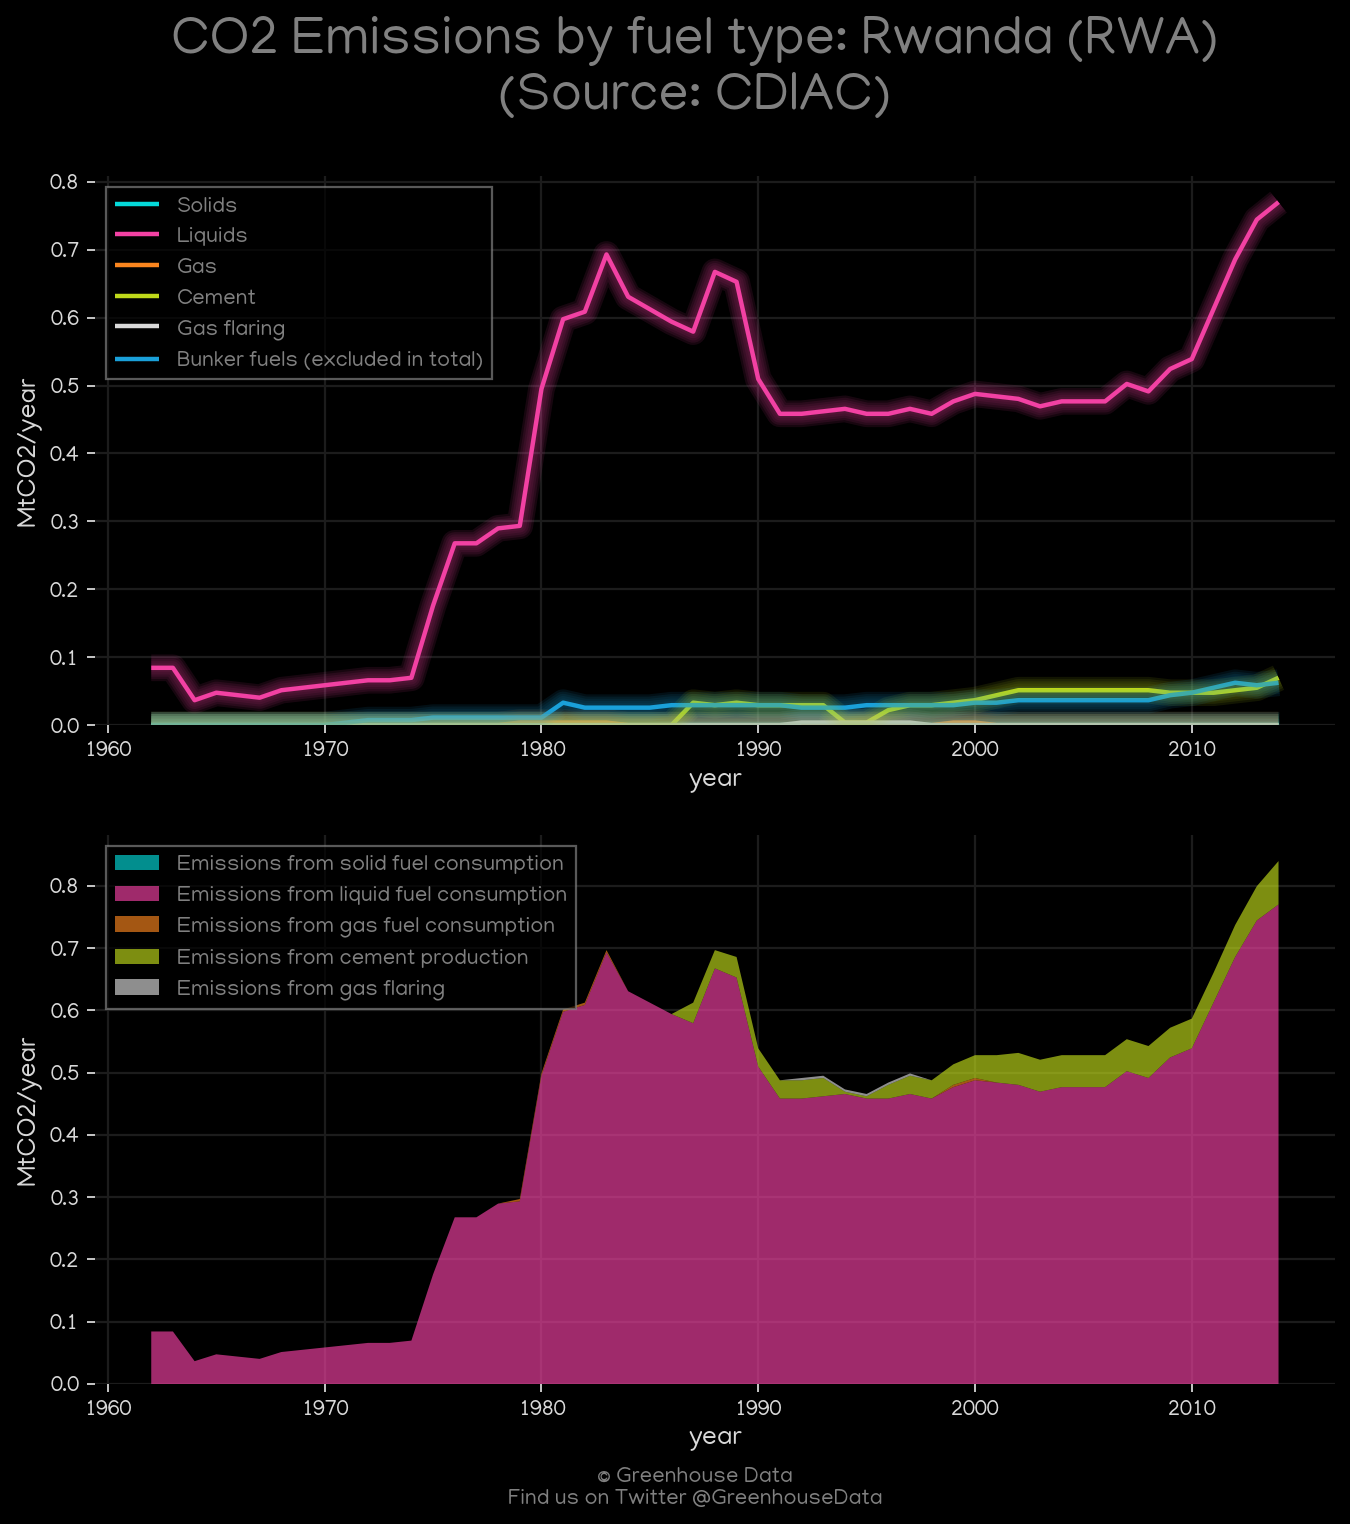 CO2 Emissions by fuel type: Rwanda (RWA)
(Source: CDIAC)
0.8
0.7
0.6
0.5
0.4
0.3
0.2
0.1
0.0
MtCO2/year
Solids
Liquids
Gas
Cement
Gas flaring
Bunker fuels (excluded in total)
1960 1970 1980 1990 2000 2010
year
0.8
0.7
0.6
0.5
0.4
0.3
0.2
0.1
0.0
MtCO2/year
Emissions from solid fuel consumption
Emissions from liquid fuel consumption
Emissions from gas fuel consumption
Emissions from cement production
Emissions from gas flaring
1960 1970 1980 1990 2000 2010
year
© Greenhouse Data
Find us on Twitter @GreenhouseData